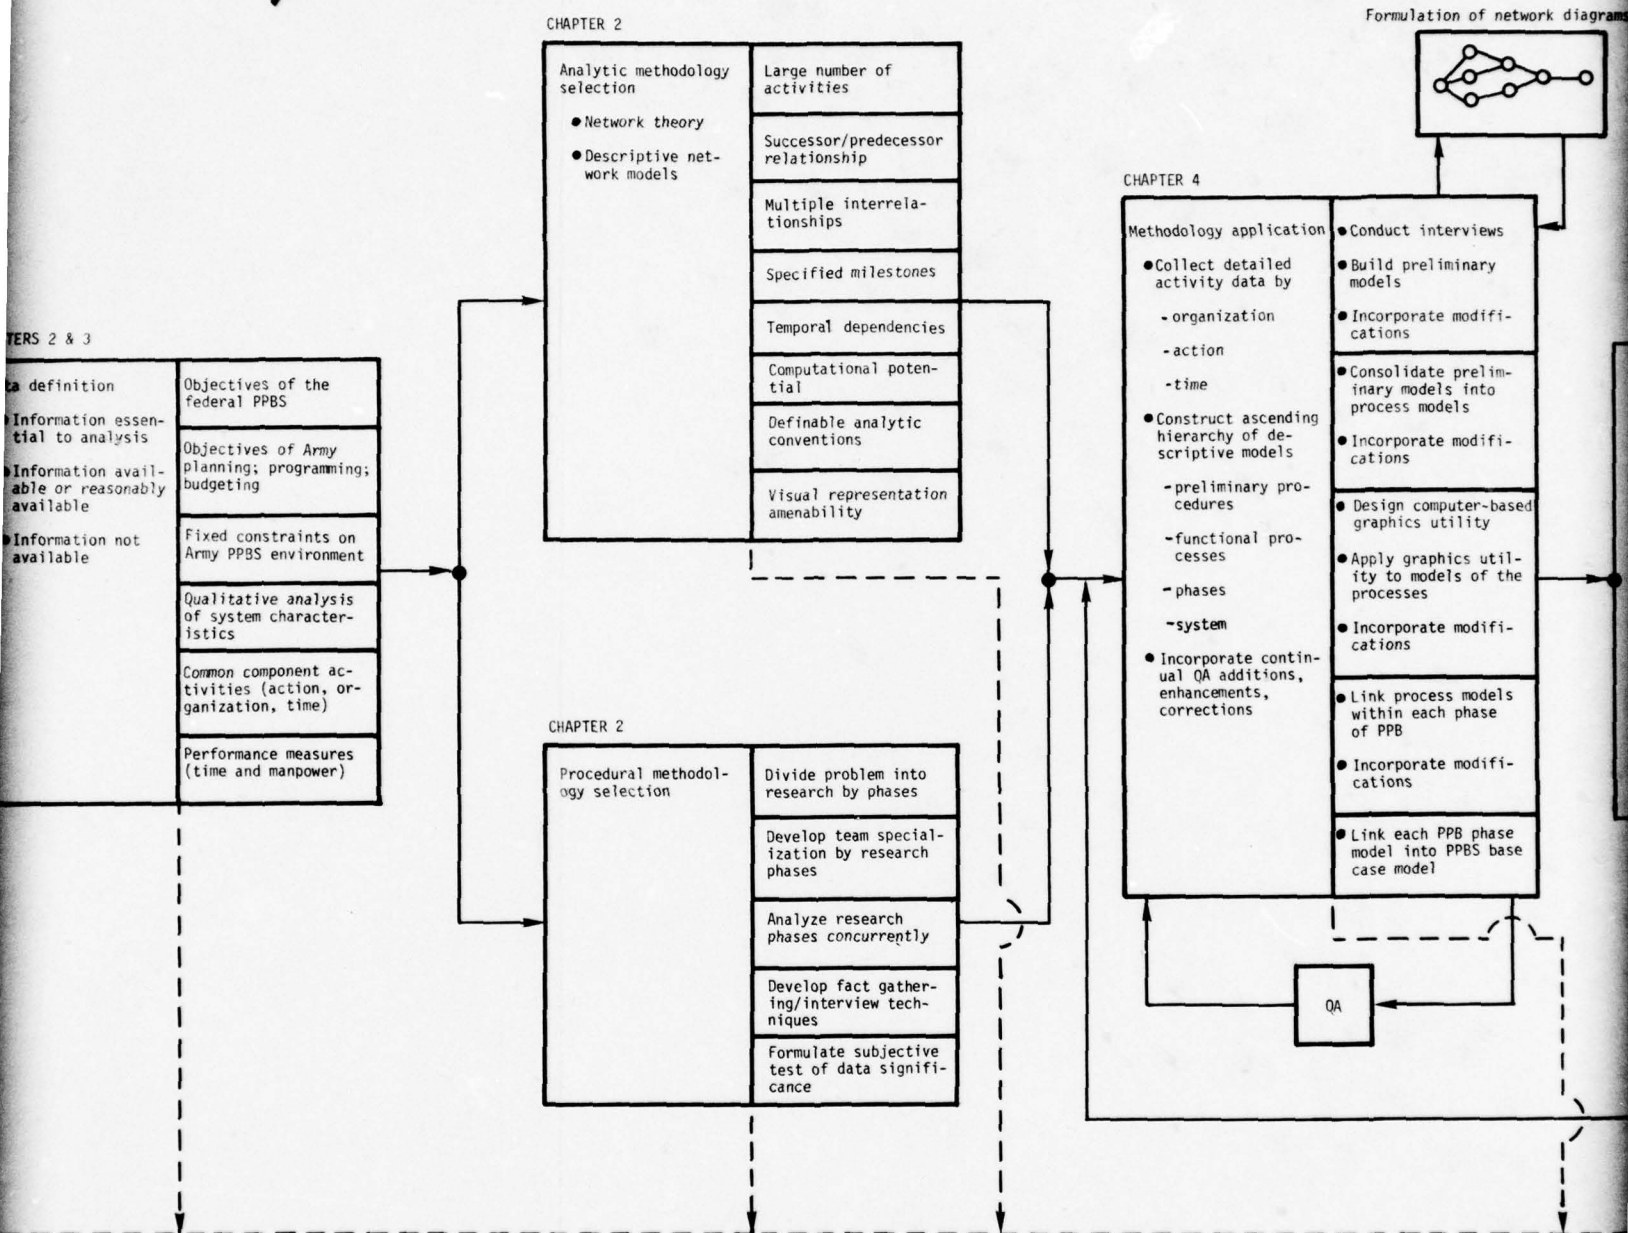 Formulation of network diagrams
CHAPTER 2
Analytic methodology
selection
● Network theory
● Descriptive net-
work models
Large number of
activities
Successor/predecessor
relationship
Multiple interrela-
tionships
Specified milestones
Temporal dependencies
Computational poten-
tial
Definable analytic
conventions
Visual representation
amenability
TERS 2 & 3
ta definition
● Information essen-
tial to analysis
● Information avail-
able or reasonably
available
● Information not
available
Objectives of the
federal PPBS
Objectives of Army
planning; programming;
budgeting
Fixed constraints on
Army PPBS environment
Qualitative analysis
of system character-
istics
Common component ac-
tivities (action, or-
ganization, time)
Performance measures
(time and manpower)
CHAPTER 2
Procedural methodol-
ogy selection
Divide problem into
research by phases
Develop team special-
ization by research
phases
Analyze research
phases concurrently
Develop fact gather-
ing/interview tech-
niques
Formulate subjective
test of data signifi-
cance
CHAPTER 4
Methodology application
● Collect detailed
activity data by
- organization
- action
- time
● Construct ascending
hierarchy of de-
scriptive models
- preliminary pro-
cedures
- functional pro-
cesses
- phases
- system
● Incorporate contin-
ual QA additions,
enhancements,
corrections
● Conduct interviews
● Build preliminary
models
● Incorporate modifi-
cations
● Consolidate prelim-
inary models into
process models
● Incorporate modifi-
cations
● Design computer-based
graphics utility
● Apply graphics util-
ity to models of the
processes
● Incorporate modifi-
cations
● Link process models
within each phase
of PPB
● Incorporate modifi-
cations
● Link each PPB phase
model into PPBS base
case model
QA